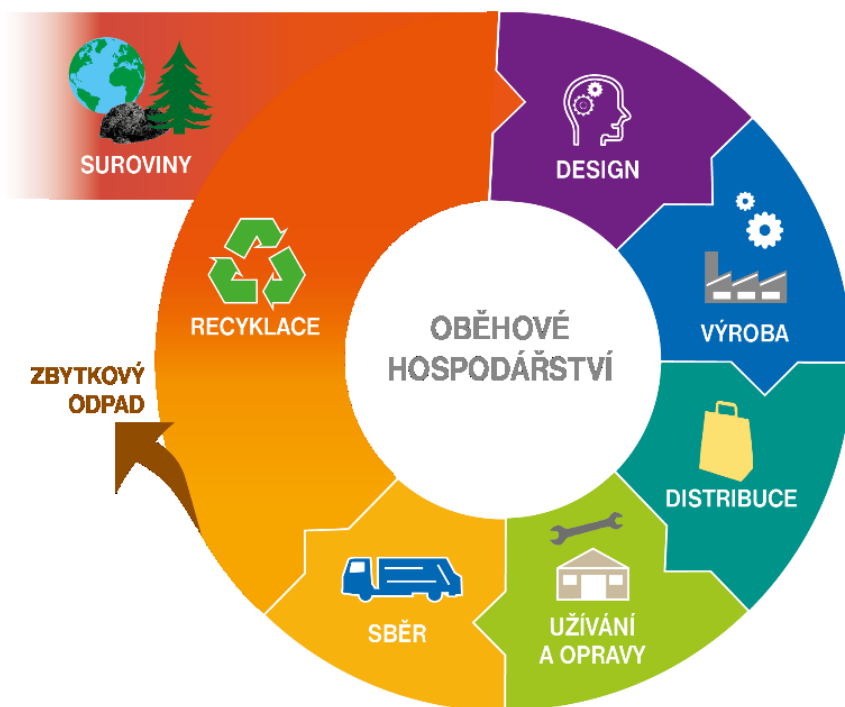 SUROVINY
DESIGN
RECYKLACE
OBĚHOVÉ
HOSPODÁŘSTVÍ
VÝROBA
ZBYTKOVÝ
ODPAD
DISTRIBUCE
SBĚR
UŽÍVÁNÍ
A OPRAVY